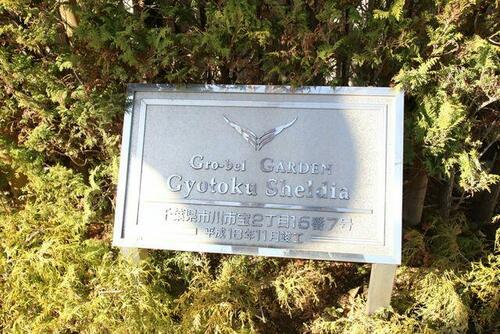 Gro-bel GARDEN
Gyotoku Sheldia
千葉県市川市宝2丁目15番7号
平成18年11月竣工